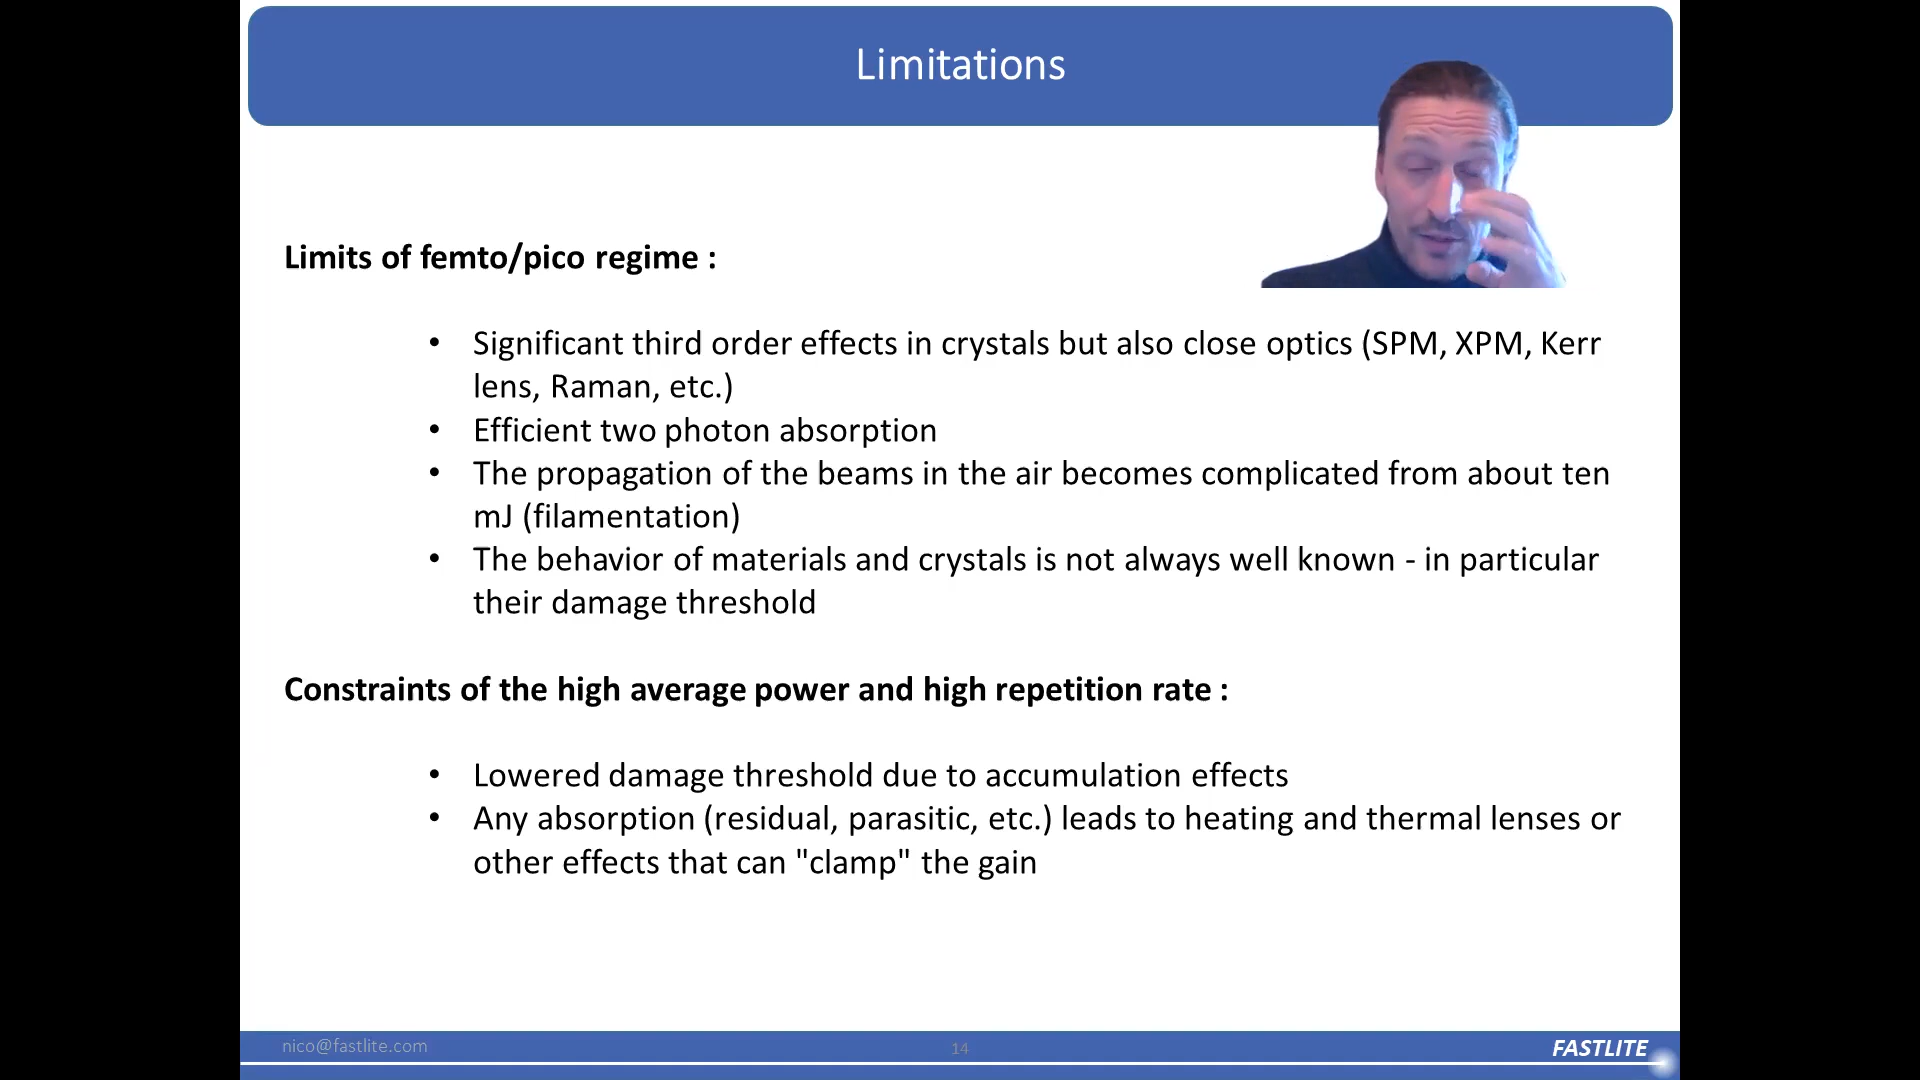 Limitations
Limits of femto/pico regime :
• Significant third order effects in crystals but also close optics (SPM, XPM, Kerr
lens, Raman, etc.)
• Efficient two photon absorption
• The propagation of the beams in the air becomes complicated from about ten
mJ (filamentation)
• The behavior of materials and crystals is not always well known - in particular
their damage threshold
Constraints of the high average power and high repetition rate :
• Lowered damage threshold due to accumulation effects
• Any absorption (residual, parasitic, etc.) leads to heating and thermal lenses or
other effects that can "clamp" the gain
nico@fastlite.com
14
FASTLITE